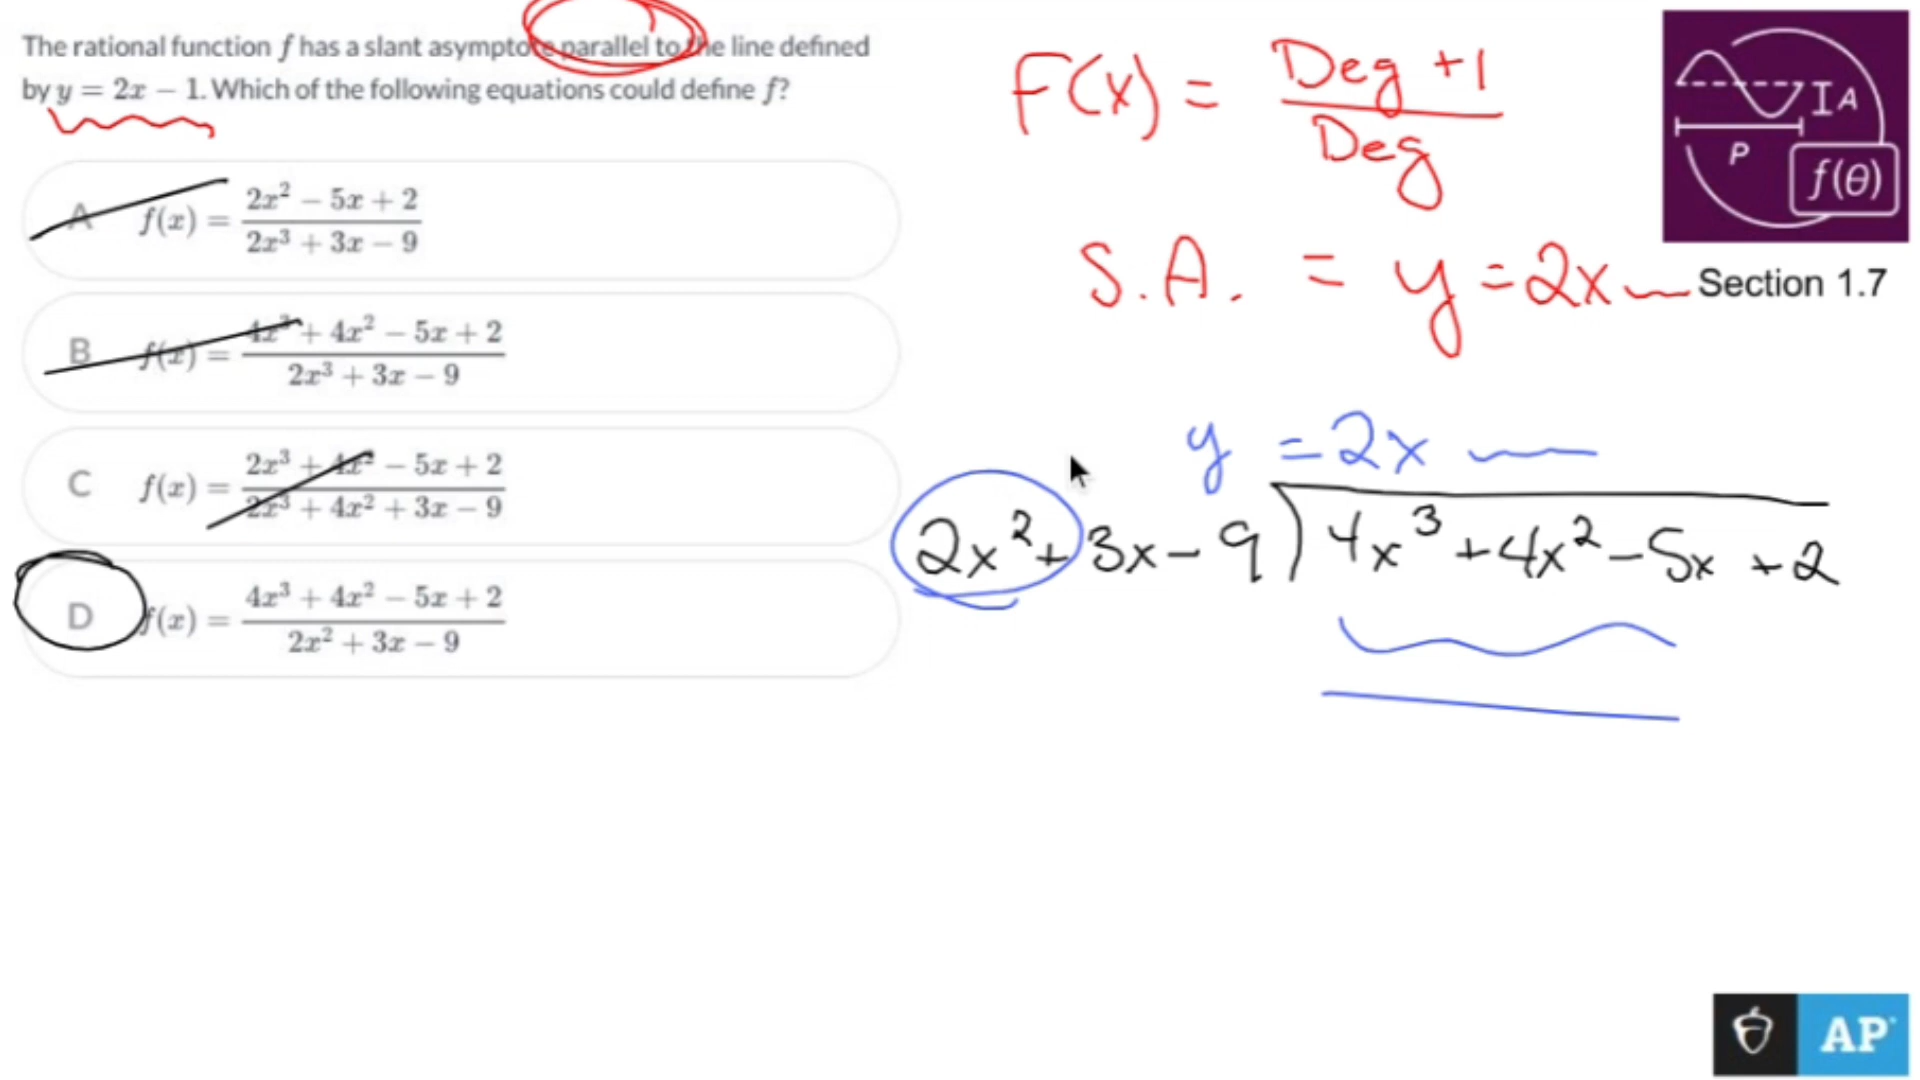 The rational function f has a slant asymptote parallel to the line defined
by y = 2x − 1. Which of the following equations could define f?
A f(x) = (2x² − 5x + 2)/(2x³ + 3x − 9)
B f(x) = (4x³ + 4x² − 5x + 2)/(2x³ + 3x − 9)
C f(x) = (2x³ + 4x² − 5x + 2)/(2x³ + 4x² + 3x − 9)
D f(x) = (4x³ + 4x² − 5x + 2)/(2x² + 3x − 9)
F(x) = (Deg +1)/Deg
S.A. = y = 2x
y = 2x
2x² + 3x − 9 ) 4x³ + 4x² − 5x + 2
A
P
f(θ)
Section 1.7
AP